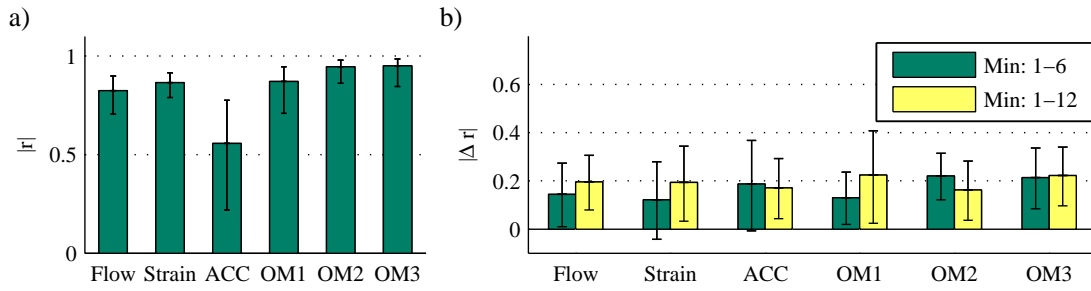 a)
1
0.5
0
|r|
Flow Strain ACC OM1 OM2 OM3
b)
0.6
0.4
0.2
0
|Δ r|
Min: 1–6
Min: 1–12
Flow Strain ACC OM1 OM2 OM3